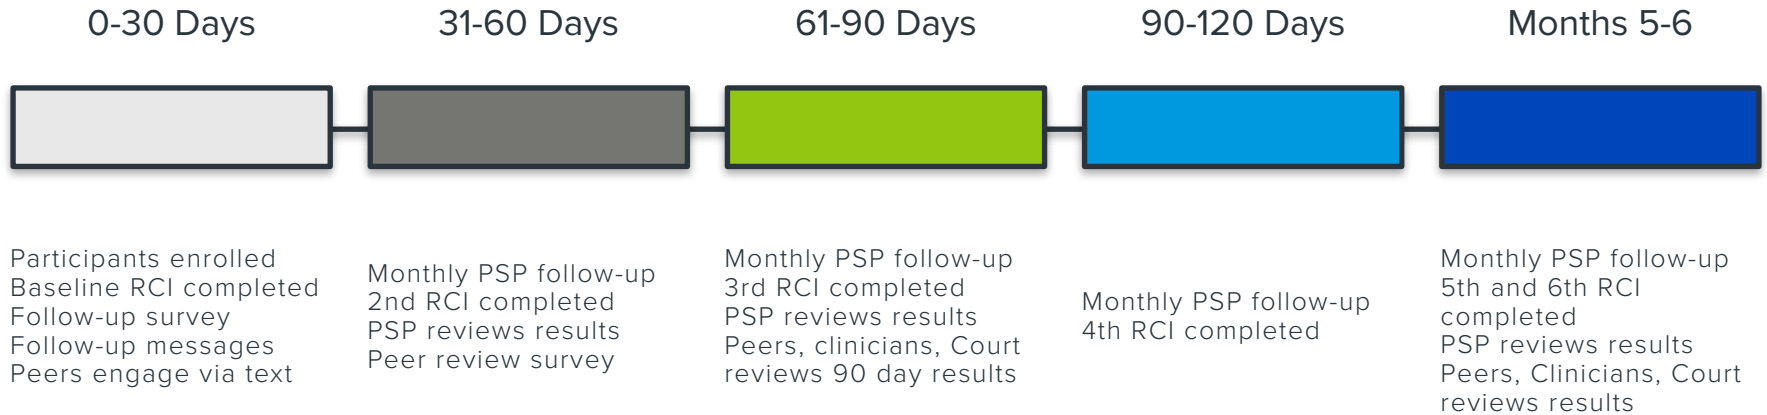 0-30 Days
31-60 Days
61-90 Days
90-120 Days
Months 5-6
Participants enrolled
Baseline RCI completed
Follow-up survey
Follow-up messages
Peers engage via text
Monthly PSP follow-up
2nd RCI completed
PSP reviews results
Peer review survey
Monthly PSP follow-up
3rd RCI completed
PSP reviews results
Peers, clinicians, Court
reviews 90 day results
Monthly PSP follow-up
4th RCI completed
Monthly PSP follow-up
5th and 6th RCI
completed
PSP reviews results
Peers, Clinicians, Court
reviews results